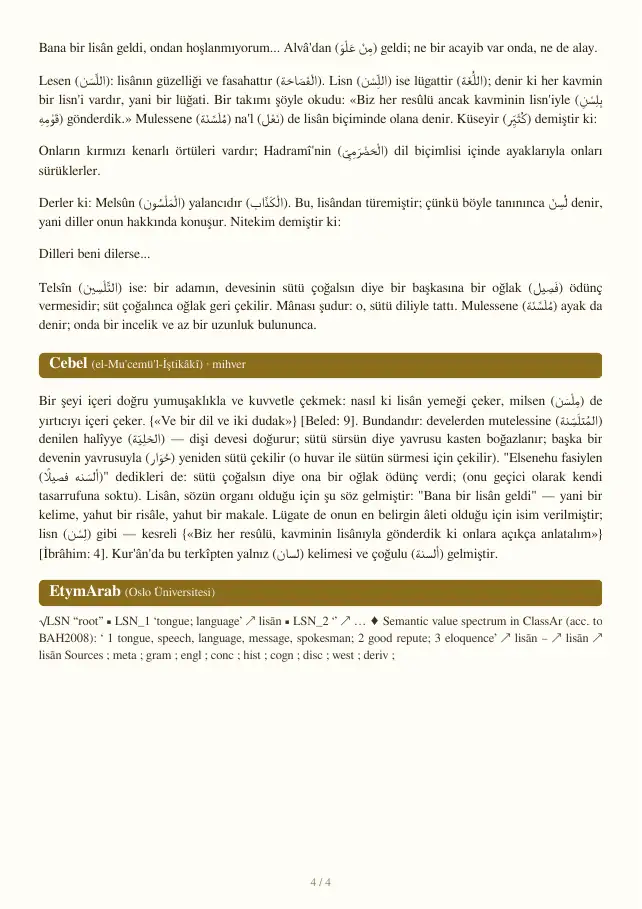 Bana bir lisân geldi, ondan hoşlanmıyorum... Alvâ'dan (مِنْ عَلْوَ) geldi; ne bir acayib var onda, ne de alay.
Lesen (اللَّسَن): lisânın güzelliği ve fasahattır (الْفَصَاحَة). Lisn (اللِّسْن) ise lügattir (اللُّغَة); denir ki her kavmin
bir lisn'i vardır, yani bir lüğati. Bir takımı şöyle okudu: «Biz her resûlü ancak kavminin lisn'iyle (بِلِسْنِ
قَوْمِهِ) gönderdik.» Mulessene (مُلَسَّنَة) na'l (نَعْل) de lisân biçiminde olana denir. Küseyir (كُثَيِّر) demiştir ki:
Onların kırmızı kenarlı örtüleri vardır; Hadramî'nin (الْحَضْرَمِيّ) dil biçimlisi içinde ayaklarıyla onları
sürüklerler.
Derler ki: Melsûn (الْمَلْسُون) yalancıdır (الْكَذَّاب). Bu, lisândan türemiştir; çünkü böyle tanınınca لُسِنَ denir,
yani diller onun hakkında konuşur. Nitekim demiştir ki:
Dilleri beni dilerse...
Telsîn (التَّلْسِين) ise: bir adamın, devesinin sütü çoğalsın diye bir başkasına bir oğlak (فَصِيل) ödünç
vermesidir; süt çoğalınca oğlak geri çekilir. Mânası şudur: o, sütü diliyle tattı. Mulessene (مُلَسَّنَة) ayak da
denir; onda bir incelik ve az bir uzunluk bulununca.
Cebel (el-Mu'cemü'l-İştikâkî) · mihver
Bir şeyi içeri doğru yumuşaklıkla ve kuvvetle çekmek: nasıl ki lisân yemeği çeker, milsen (مِلْسَن) de
yırtıcıyı içeri çeker. {«Ve bir dil ve iki dudak»} [Beled: 9]. Bundandır: develerden mutelessine (المُتلَسِّنة)
denilen halîyye (الخَلِيّة) — dişi devesi doğurur; sütü sürsün diye yavrusu kasten boğazlanır; başka bir
devenin yavrusuyla (حُوَار) yeniden sütü çekilir (o huvar ile sütün sürmesi için çekilir). "Elsenehu fasiylen
(ألسَنه فصيلًا)" dedikleri de: sütü çoğalsın diye ona bir oğlak ödünç verdi; (onu geçici olarak kendi
tasarrufuna soktu). Lisân, sözün organı olduğu için şu söz gelmiştir: "Bana bir lisân geldi" — yani bir
kelime, yahut bir risâle, yahut bir makale. Lügate de onun en belirgin âleti olduğu için isim verilmiştir;
lisn (لِسْن) gibi — kesreli {«Biz her resûlü, kavminin lisânıyla gönderdik ki onlara açıkça anlatalım»}
[İbrâhim: 4]. Kur'ân'da bu terkîpten yalnız (لسان) kelimesi ve çoğulu (ألسنة) gelmiştir.
EtymArab (Oslo Üniversitesi)
√LSN “root” ▪ LSN_1 ‘tongue; language’ ↗ lisān ▪ LSN_2 ‘’ ↗ … ♦ Semantic value spectrum in ClassAr (acc. to
BAH2008): ‘ 1 tongue, speech, language, message, spokesman; 2 good repute; 3 eloquence’ ↗ lisān – ↗ lisān ↗
lisān Sources ; meta ; gram ; engl ; conc ; hist ; cogn ; disc ; west ; deriv ;
4 / 4